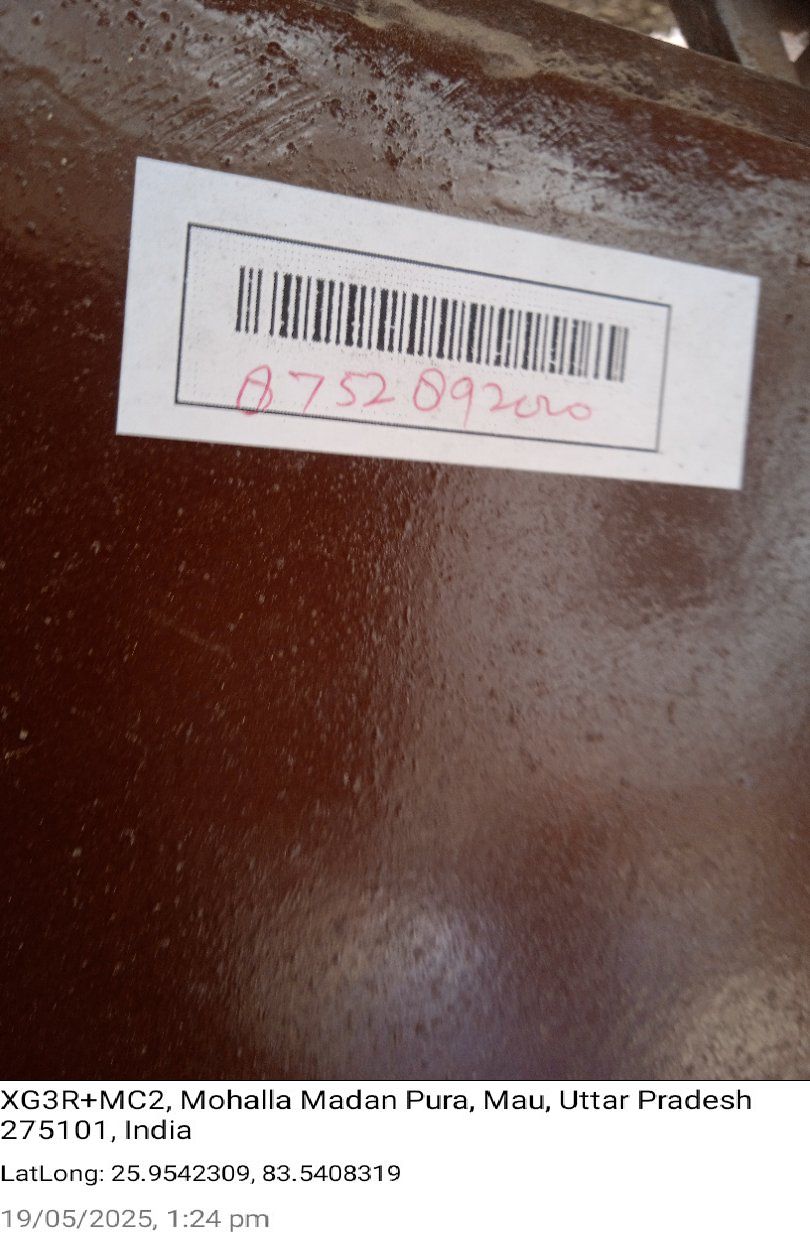 XG3R+MC2, Mohalla Madan Pura, Mau, Uttar Pradesh
275101, India
LatLong: 25.9542309, 83.5408319
19/05/2025, 1:24 pm